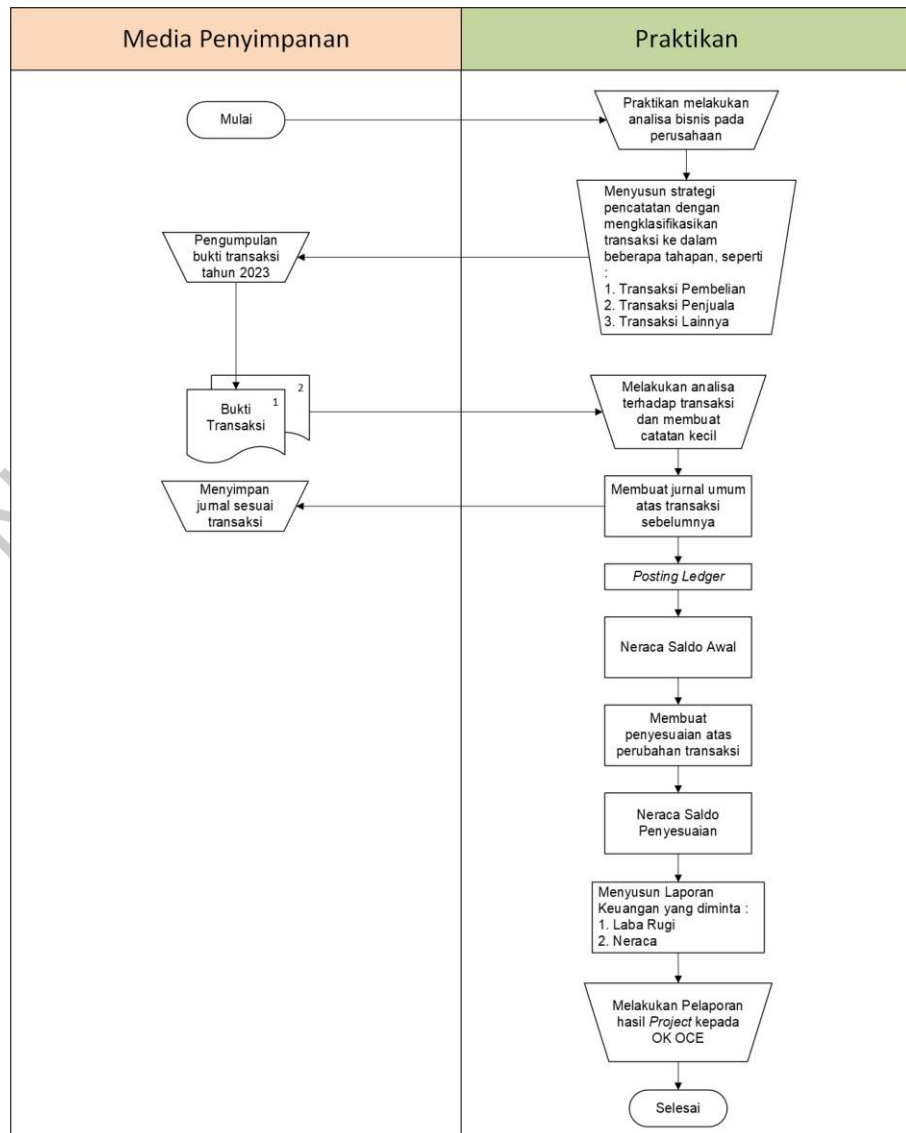 Media Penyimpanan
Praktikan
Mulai
Praktikan melakukan
analisa bisnis pada
perusahaan
Menyusun strategi
pencatatan dengan
mengklasifikasikan
transaksi ke dalam
beberapa tahapan, seperti
:
1. Transaksi Pembelian
2. Transaksi Penjuala
3. Transaksi Lainnya
Pengumpulan
bukti transaksi
tahun 2023
2
1
Bukti
Transaksi
Melakukan analisa
terhadap transaksi
dan membuat
catatan kecil
Membuat jurnal umum
atas transaksi
sebelumnya
Menyimpan
jurnal sesuai
transaksi
Posting Ledger
Neraca Saldo Awal
Membuat
penyesuaian atas
perubahan transaksi
Neraca Saldo
Penyesuaian
Menyusun Laporan
Keuangan yang diminta :
1. Laba Rugi
2. Neraca
Melakukan Pelaporan
hasil Project kepada
OK OCE
Selesai